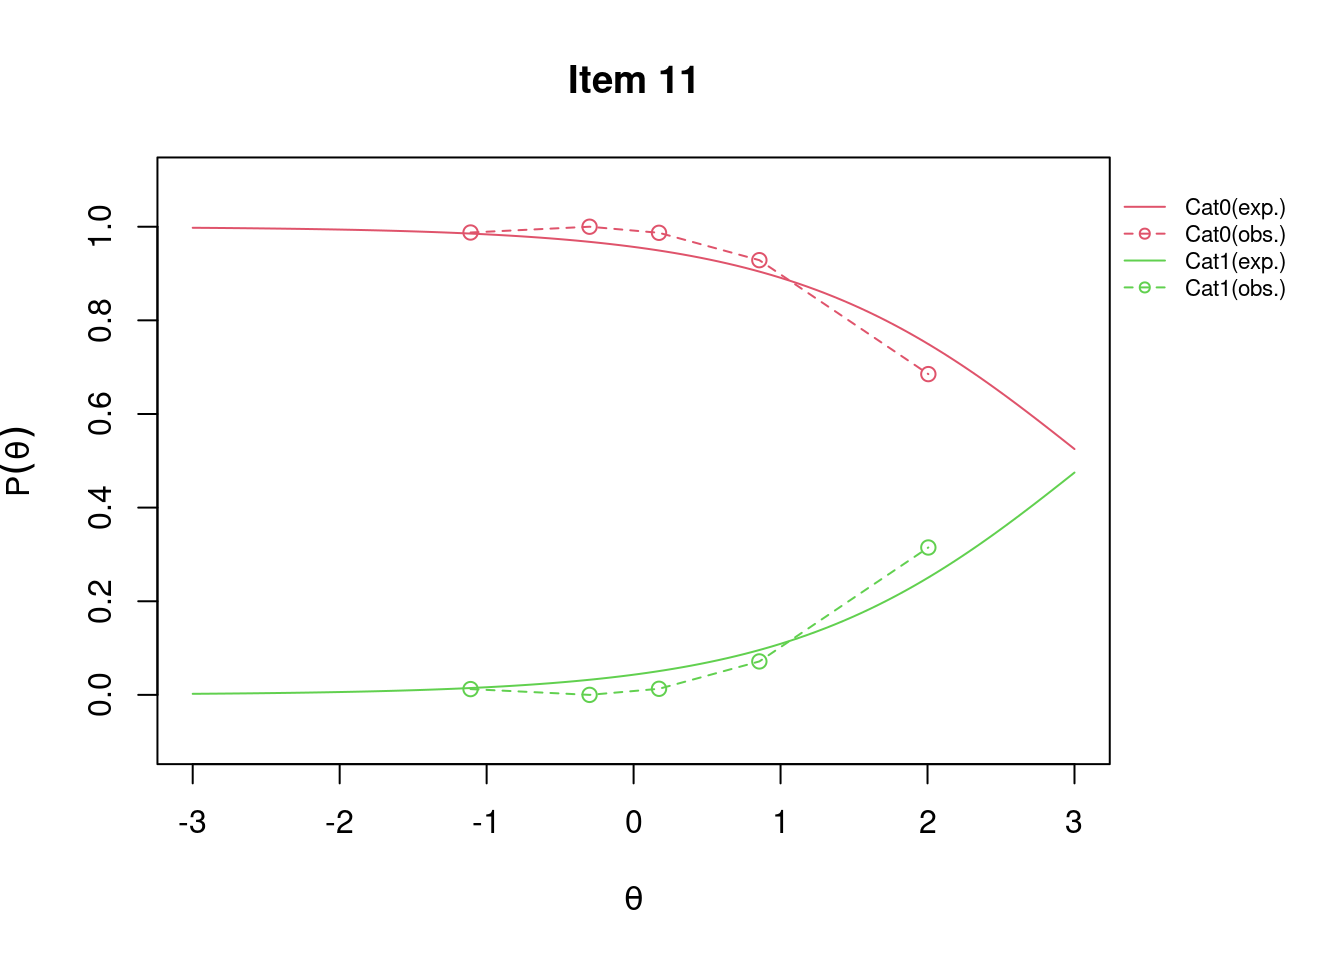 Item 11
P(θ)
1.0
0.8
0.6
0.4
0.2
0.0
-3 -2 -1 0 1 2 3
θ
Cat0(exp.)
Cat0(obs.)
Cat1(exp.)
Cat1(obs.)